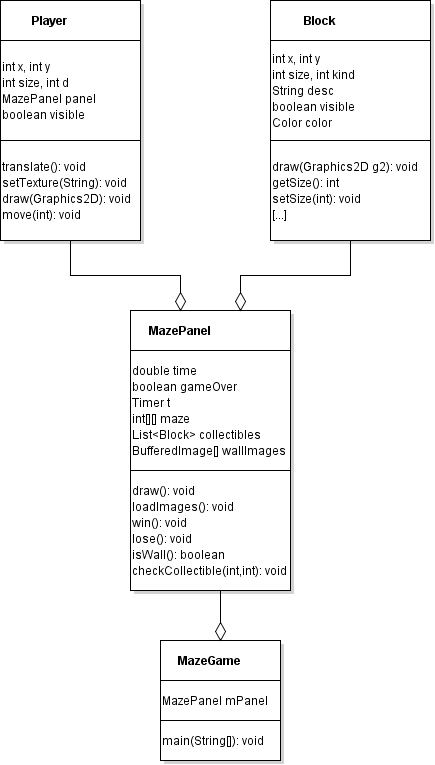 Player
int x, int y
int size, int d
MazePanel panel
boolean visible
translate(): void
setTexture(String): void
draw(Graphics2D): void
move(int): void
Block
int x, int y
int size, int kind
String desc
boolean visible
Color color
draw(Graphics2D g2): void
getSize(): int
setSize(int): void
[...]
MazePanel
double time
boolean gameOver
Timer t
int[][] maze
List<Block> collectibles
BufferedImage[] wallImages
draw(): void
loadImages(): void
win(): void
lose(): void
isWall(): boolean
checkCollectible(int,int): void
MazeGame
MazePanel mPanel
main(String[]): void